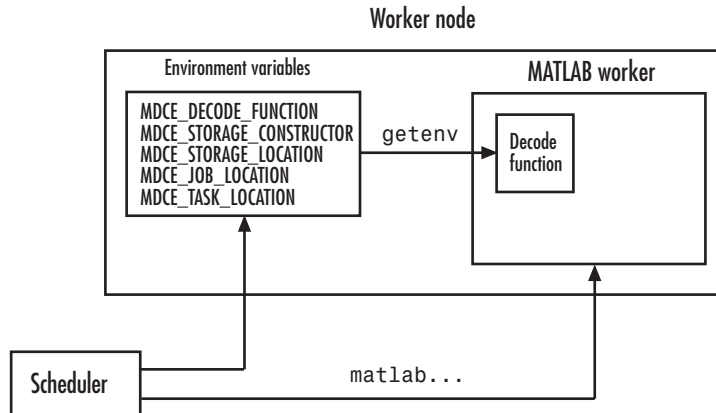 Worker node
Environment variables
MDCE_DECODE_FUNCTION
MDCE_STORAGE_CONSTRUCTOR
MDCE_STORAGE_LOCATION
MDCE_JOB_LOCATION
MDCE_TASK_LOCATION
getenv
MATLAB worker
Decode
function
Scheduler
matlab...